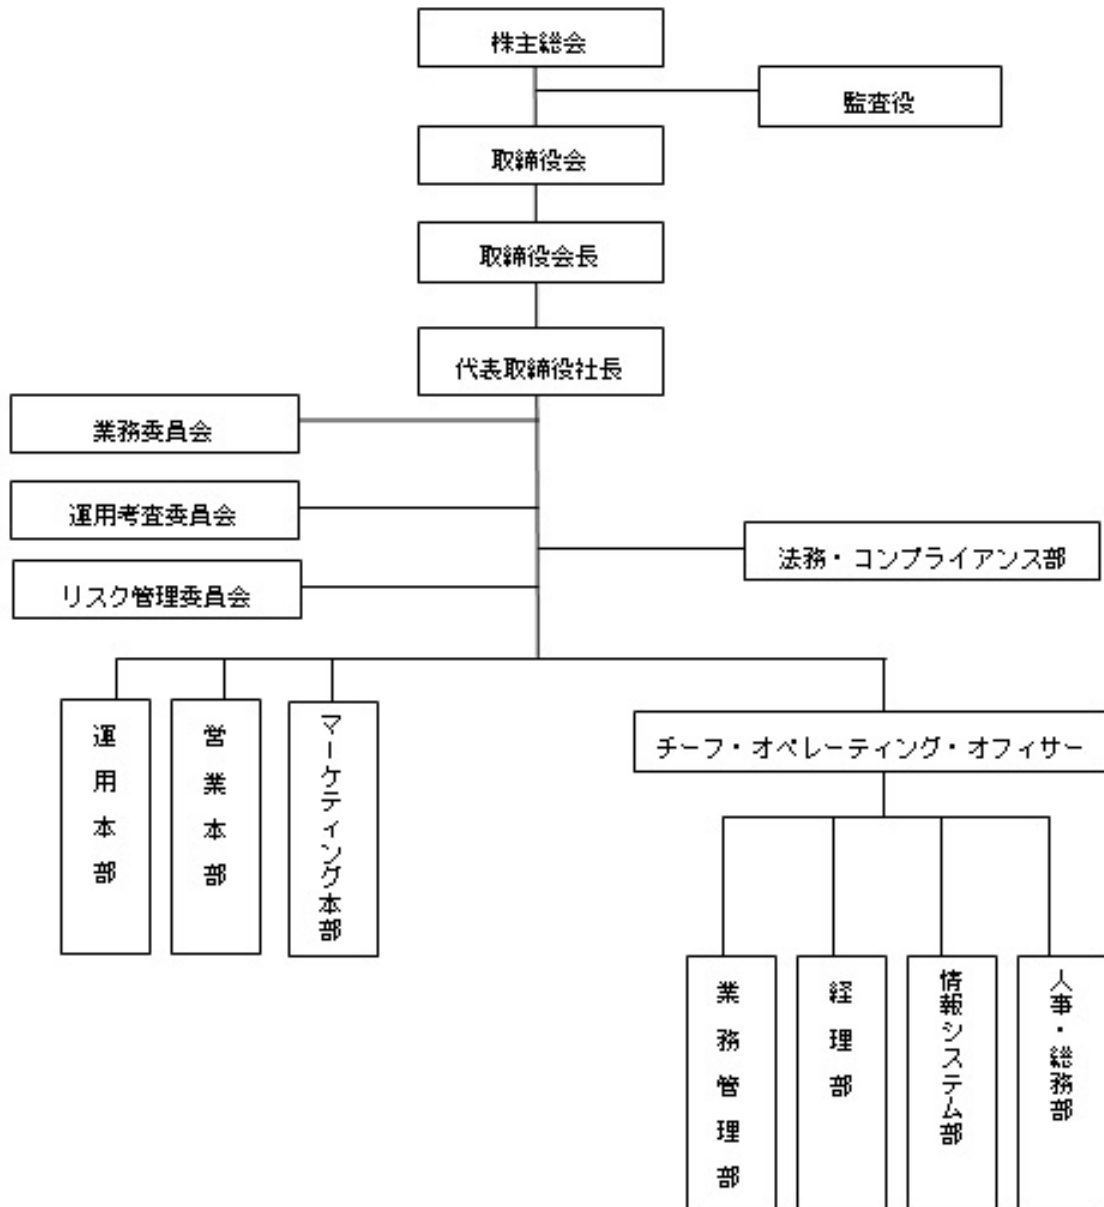 株主総会
監査役
取締役会
取締役会長
代表取締役社長
業務委員会
運用考査委員会
法務・コンプライアンス部
リスク管理委員会
運用本部
営業本部
マーケティング本部
チーフ・オペレーティング・オフィサー
業務管理部
経理部
情報システム部
人事・総務部